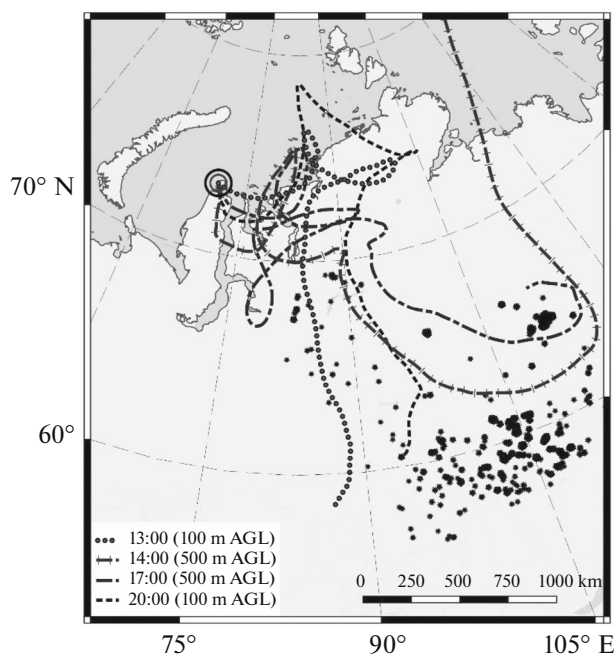 70° N
60°
13:00 (100 m AGL)
14:00 (500 m AGL)
17:00 (500 m AGL)
20:00 (100 m AGL)
0 250 500 750 1000 km
75° 90° 105° E